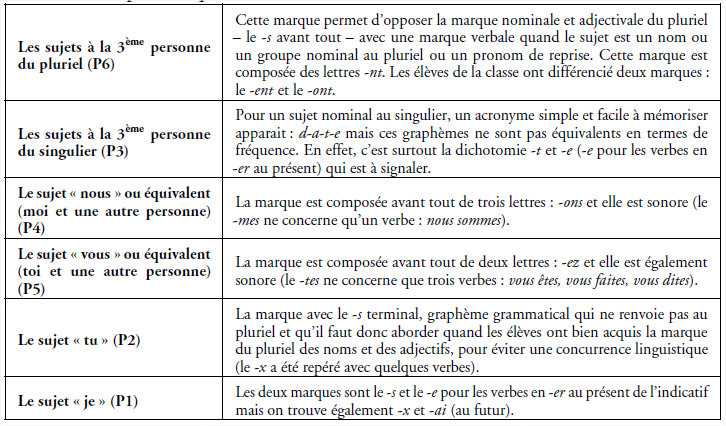 Les sujets à la 3ème personne
du pluriel (P6)
Cette marque permet d'opposer la marque nominale et adjectivale du pluriel
– le -s avant tout – avec une marque verbale quand le sujet est un nom ou
un groupe nominal au pluriel ou un pronom de reprise. Cette marque est
composée des lettres -nt. Les élèves de la classe ont différencié deux marques :
le -ent et le -ont.
Les sujets à la 3ème personne
du singulier (P3)
Pour un sujet nominal au singulier, un acronyme simple et facile à mémoriser
apparait : d-a-t-e mais ces graphèmes ne sont pas équivalents en termes de
fréquence. En effet, c'est surtout la dichotomie -t et -e (-e pour les verbes en
-er au présent) qui est à signaler.
Le sujet « nous » ou équivalent
(moi et une autre personne)
(P4)
La marque est composée avant tout de trois lettres : -ons et elle est sonore (le
-mes ne concerne qu'un verbe : nous sommes).
Le sujet « vous » ou équivalent
(toi et une autre personne)
(P5)
La marque est composée avant tout de deux lettres : -ez et elle est également
sonore (le -tes ne concerne que trois verbes : vous êtes, vous faites, vous dites).
Le sujet « tu » (P2)
La marque avec le -s terminal, graphème grammatical qui ne renvoie pas au
pluriel et qu'il faut donc aborder quand les élèves ont bien acquis la marque
du pluriel des noms et des adjectifs, pour éviter une concurrence linguistique
(le -x a été repéré avec quelques verbes).
Le sujet « je » (P1)
Les deux marques sont le -s et le -e pour les verbes en -er au présent de l'indicatif
mais on trouve également -x et -ai (au futur).